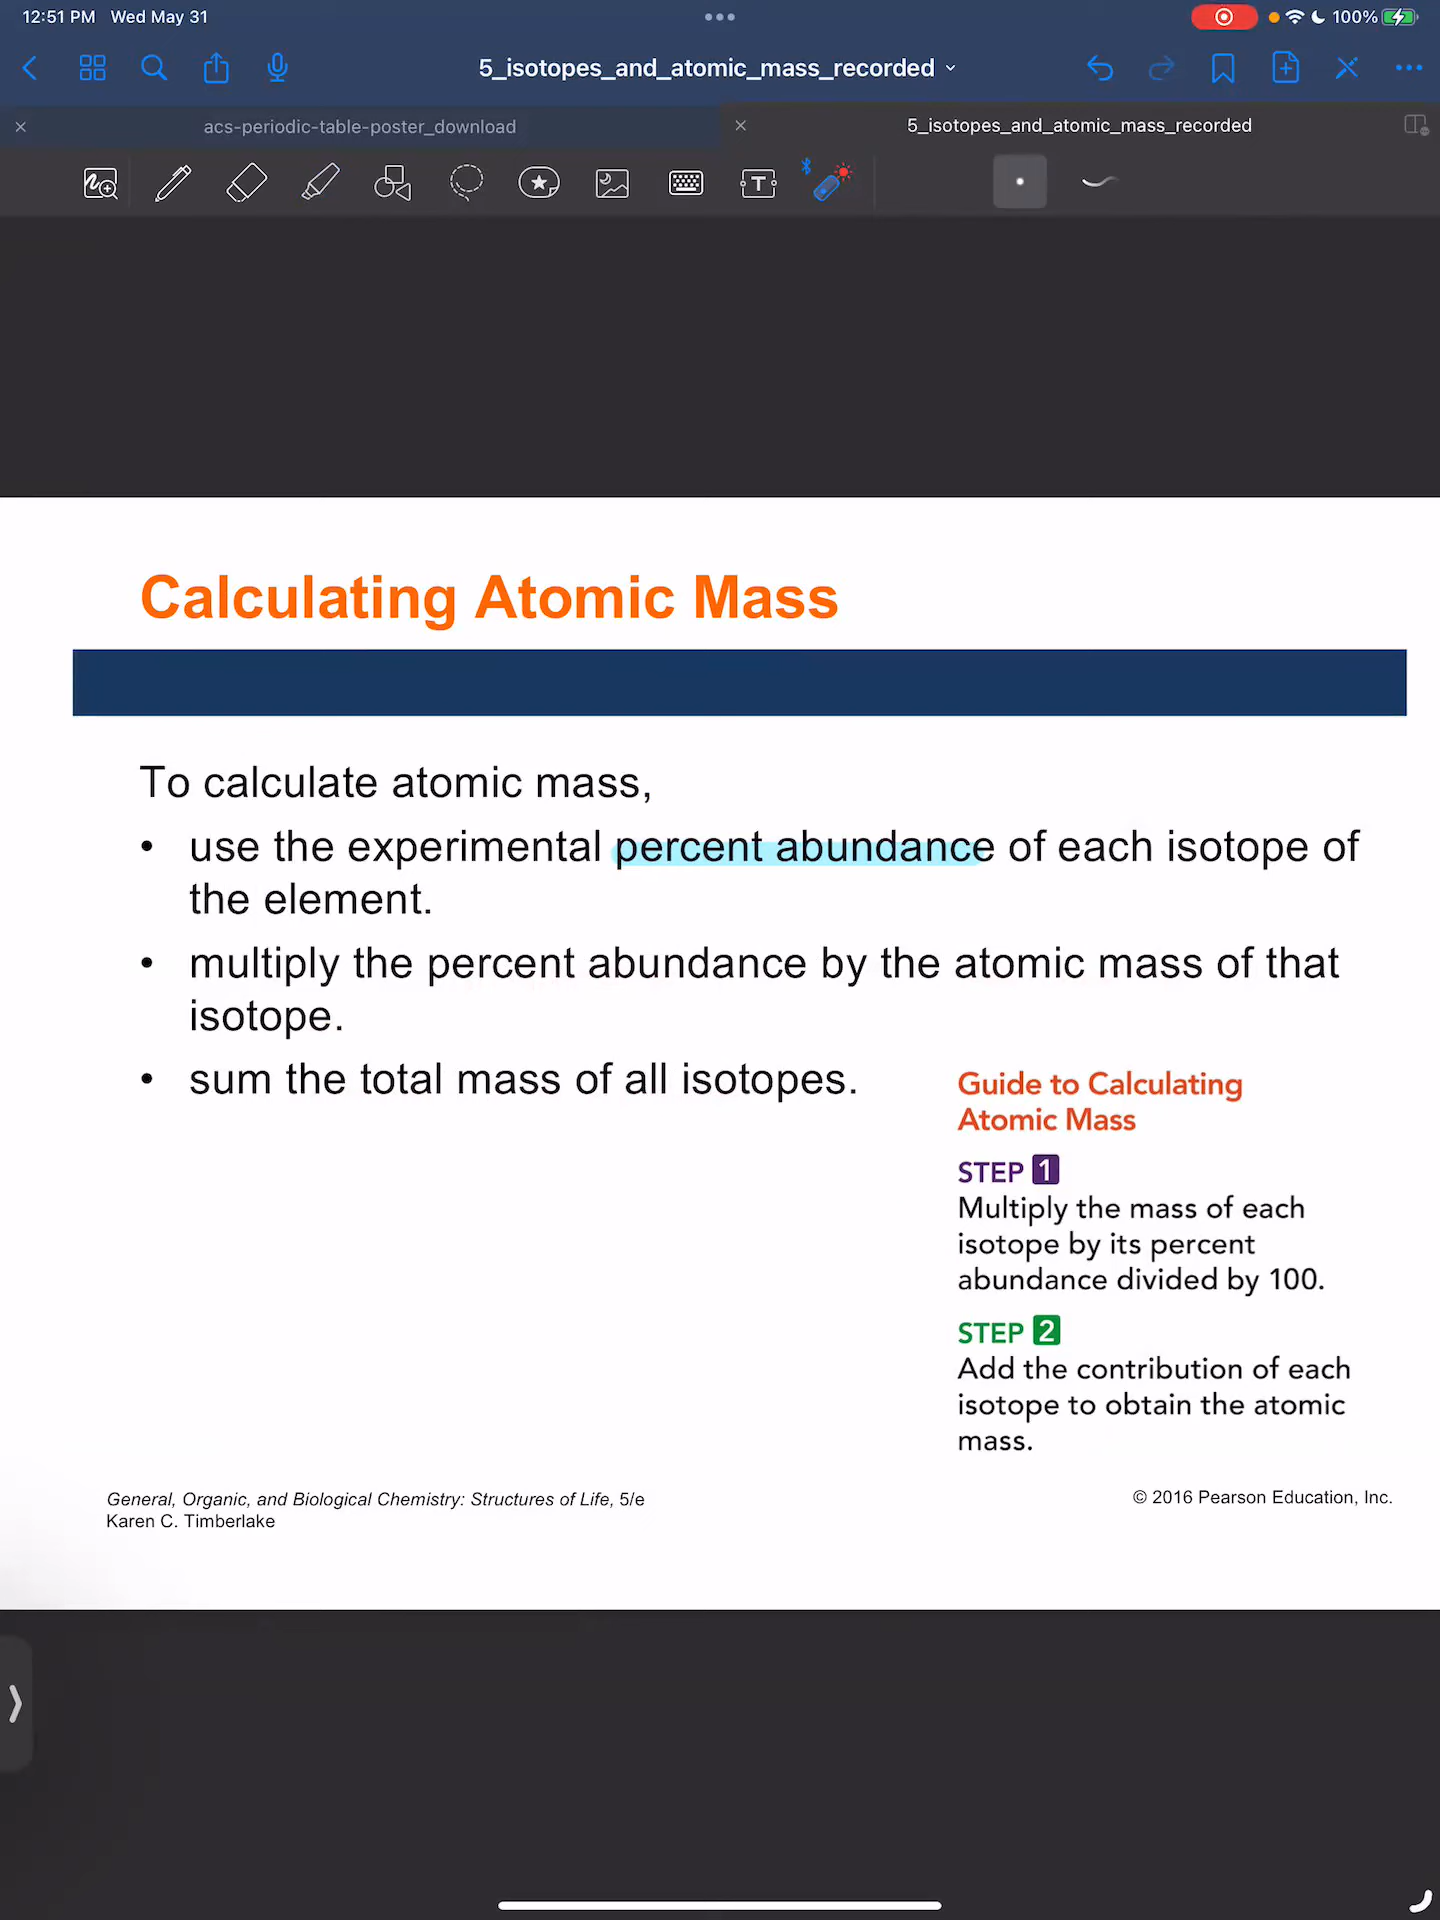 12:51 PM Wed May 31
100%
5_isotopes_and_atomic_mass_recorded
acs-periodic-table-poster_download
5_isotopes_and_atomic_mass_recorded
T
Calculating Atomic Mass
To calculate atomic mass,
• use the experimental percent abundance of each isotope of
the element.
• multiply the percent abundance by the atomic mass of that
isotope.
• sum the total mass of all isotopes.
Guide to Calculating
Atomic Mass
STEP 1
Multiply the mass of each
isotope by its percent
abundance divided by 100.
STEP 2
Add the contribution of each
isotope to obtain the atomic
mass.
General, Organic, and Biological Chemistry: Structures of Life, 5/e
Karen C. Timberlake
© 2016 Pearson Education, Inc.